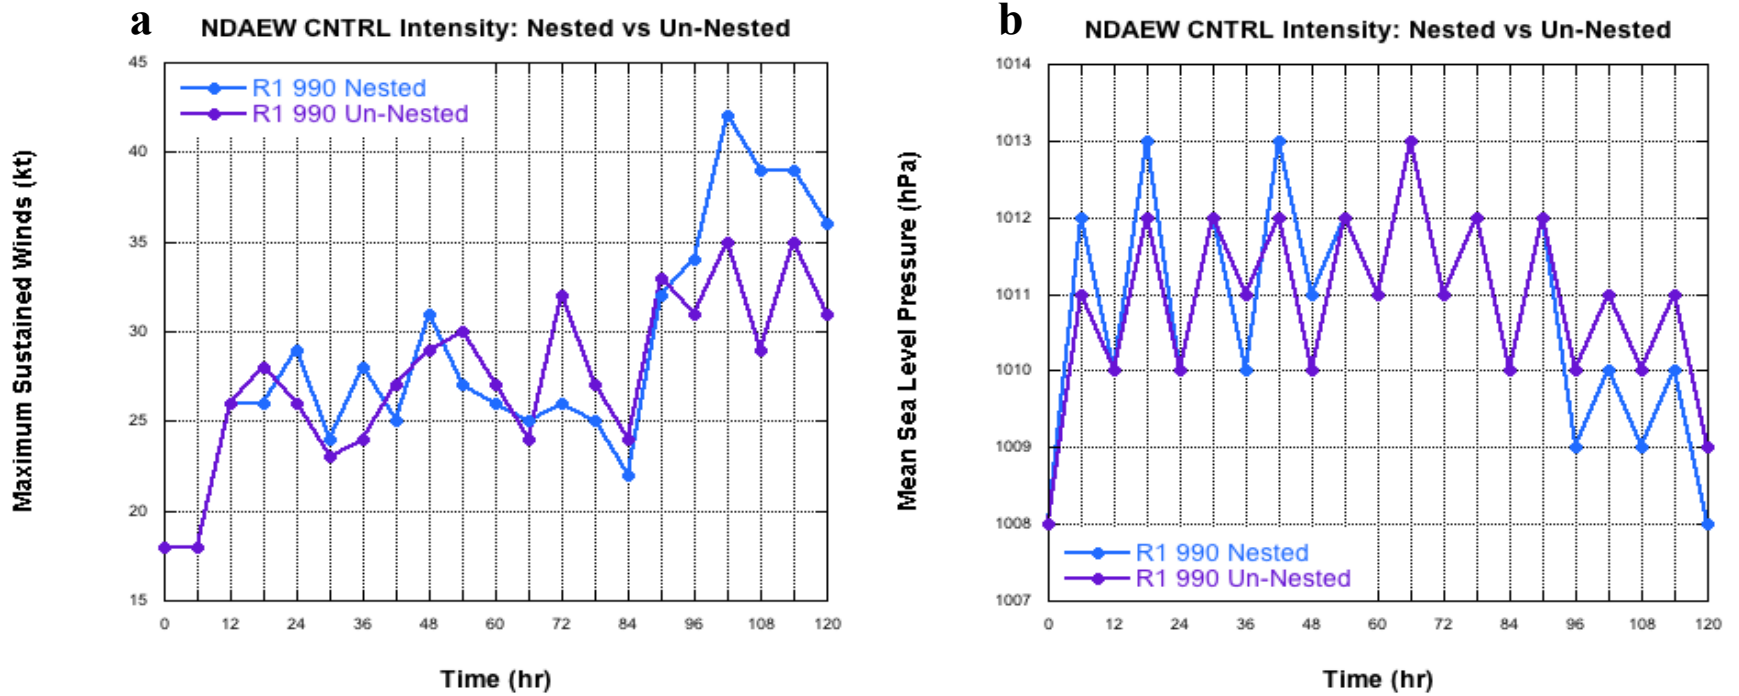 a
NDAEW CNTRL Intensity: Nested vs Un-Nested
Maximum Sustained Winds (kt)
45
40
35
30
25
20
15
R1 990 Nested
R1 990 Un-Nested
0 12 24 36 48 60 72 84 96 108 120
Time (hr)
b
NDAEW CNTRL Intensity: Nested vs Un-Nested
Mean Sea Level Pressure (hPa)
1014
1013
1012
1011
1010
1009
1008
1007
R1 990 Nested
R1 990 Un-Nested
0 12 24 36 48 60 72 84 96 108 120
Time (hr)